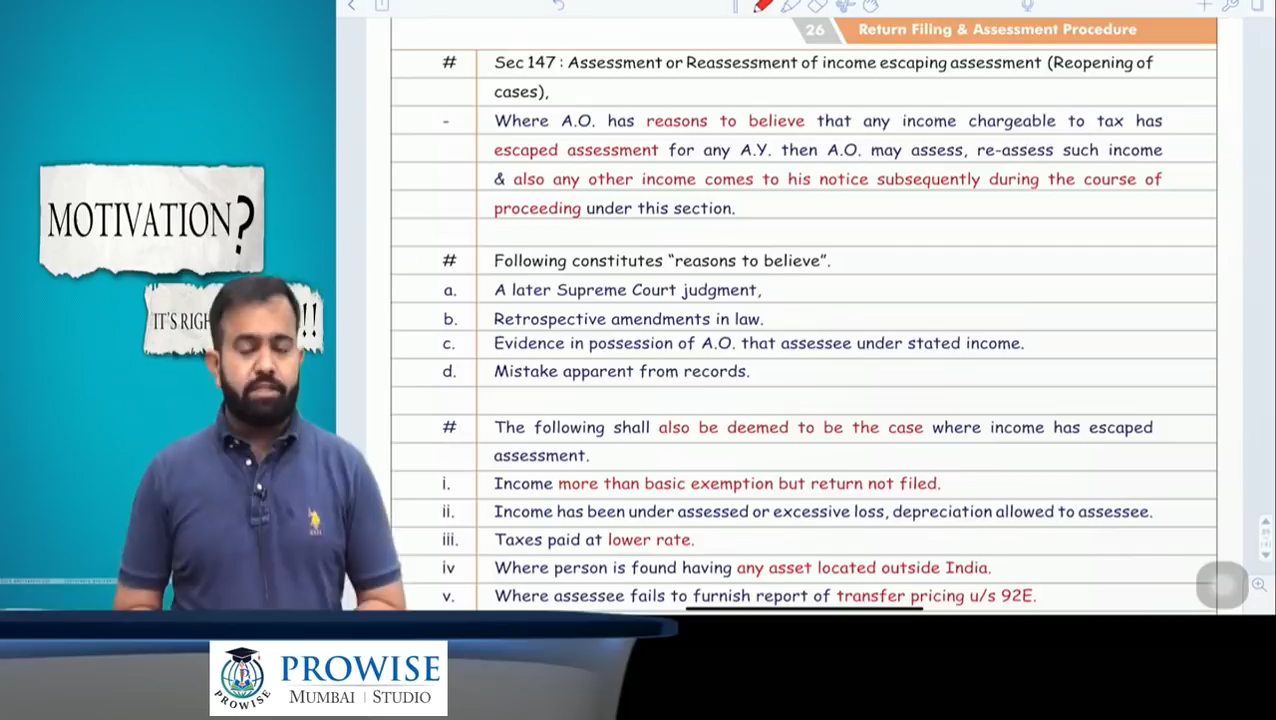 26 Return Filing & Assessment Procedure
# Sec 147 : Assessment or Reassessment of income escaping assessment (Reopening of
cases),
- Where A.O. has reasons to believe that any income chargeable to tax has
escaped assessment for any A.Y. then A.O. may assess, re-assess such income
& also any other income comes to his notice subsequently during the course of
proceeding under this section.
# Following constitutes “reasons to believe”.
a. A later Supreme Court judgment,
b. Retrospective amendments in law.
c. Evidence in possession of A.O. that assessee under stated income.
d. Mistake apparent from records.
# The following shall also be deemed to be the case where income has escaped
assessment.
i. Income more than basic exemption but return not filed.
ii. Income has been under assessed or excessive loss, depreciation allowed to assessee.
iii. Taxes paid at lower rate.
iv Where person is found having any asset located outside India.
v. Where assessee fails to furnish report of transfer pricing u/s 92E.
MOTIVATION?
IT'S RIGH !!
PROWISE
PROWISE
MUMBAI | STUDIO